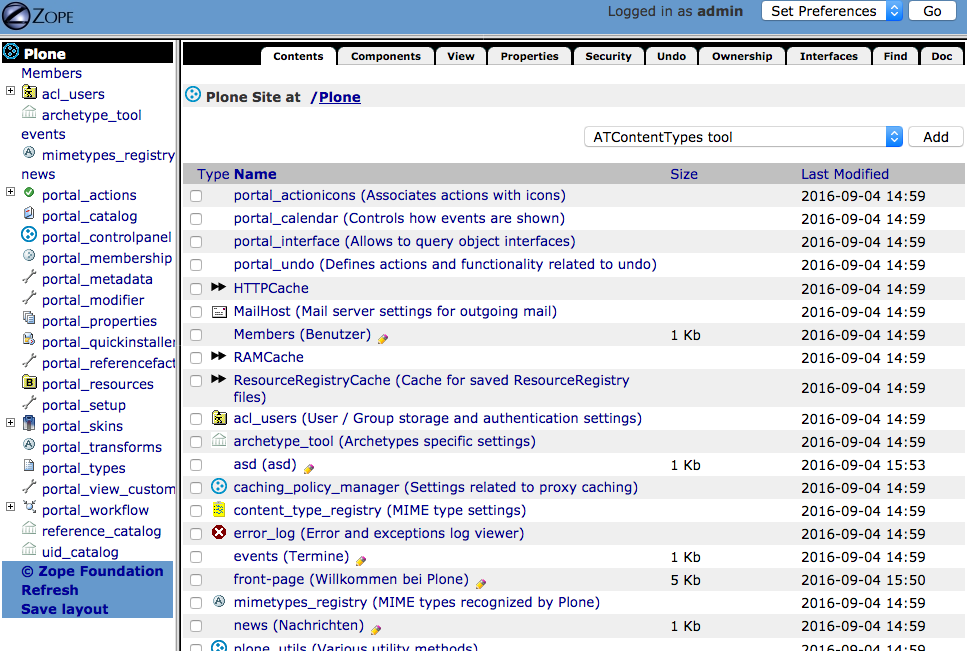 ZOPE
Logged in as admin
Set Preferences
Go
Plone
Members
acl_users
archetype_tool
events
mimetypes_registry
news
portal_actions
portal_catalog
portal_controlpanel
portal_membership
portal_metadata
portal_modifier
portal_properties
portal_quickinstaller
portal_referencefact
portal_resources
portal_setup
portal_skins
portal_transforms
portal_types
portal_view_custom
portal_workflow
reference_catalog
uid_catalog
© Zope Foundation
Refresh
Save layout
Contents Components View Properties Security Undo Ownership Interfaces Find Doc
Plone Site at /Plone
ATContentTypes tool Add
Type Name Size Last Modified
portal_actionicons (Associates actions with icons) 2016-09-04 14:59
portal_calendar (Controls how events are shown) 2016-09-04 14:59
portal_interface (Allows to query object interfaces) 2016-09-04 14:59
portal_undo (Defines actions and functionality related to undo) 2016-09-04 14:59
HTTPCache 2016-09-04 14:59
MailHost (Mail server settings for outgoing mail) 2016-09-04 14:59
Members (Benutzer) 1 Kb 2016-09-04 14:59
RAMCache 2016-09-04 14:59
ResourceRegistryCache (Cache for saved ResourceRegistry
files) 2016-09-04 14:59
acl_users (User / Group storage and authentication settings) 2016-09-04 14:59
archetype_tool (Archetypes specific settings) 2016-09-04 14:59
asd (asd) 1 Kb 2016-09-04 15:53
caching_policy_manager (Settings related to proxy caching) 2016-09-04 14:59
content_type_registry (MIME type settings) 2016-09-04 14:59
error_log (Error and exceptions log viewer) 2016-09-04 14:59
events (Termine) 1 Kb 2016-09-04 14:59
front-page (Willkommen bei Plone) 5 Kb 2016-09-04 15:50
mimetypes_registry (MIME types recognized by Plone) 2016-09-04 14:59
news (Nachrichten) 1 Kb 2016-09-04 14:59
plone_utils (Various utility methods) 2016-09-04 14:59